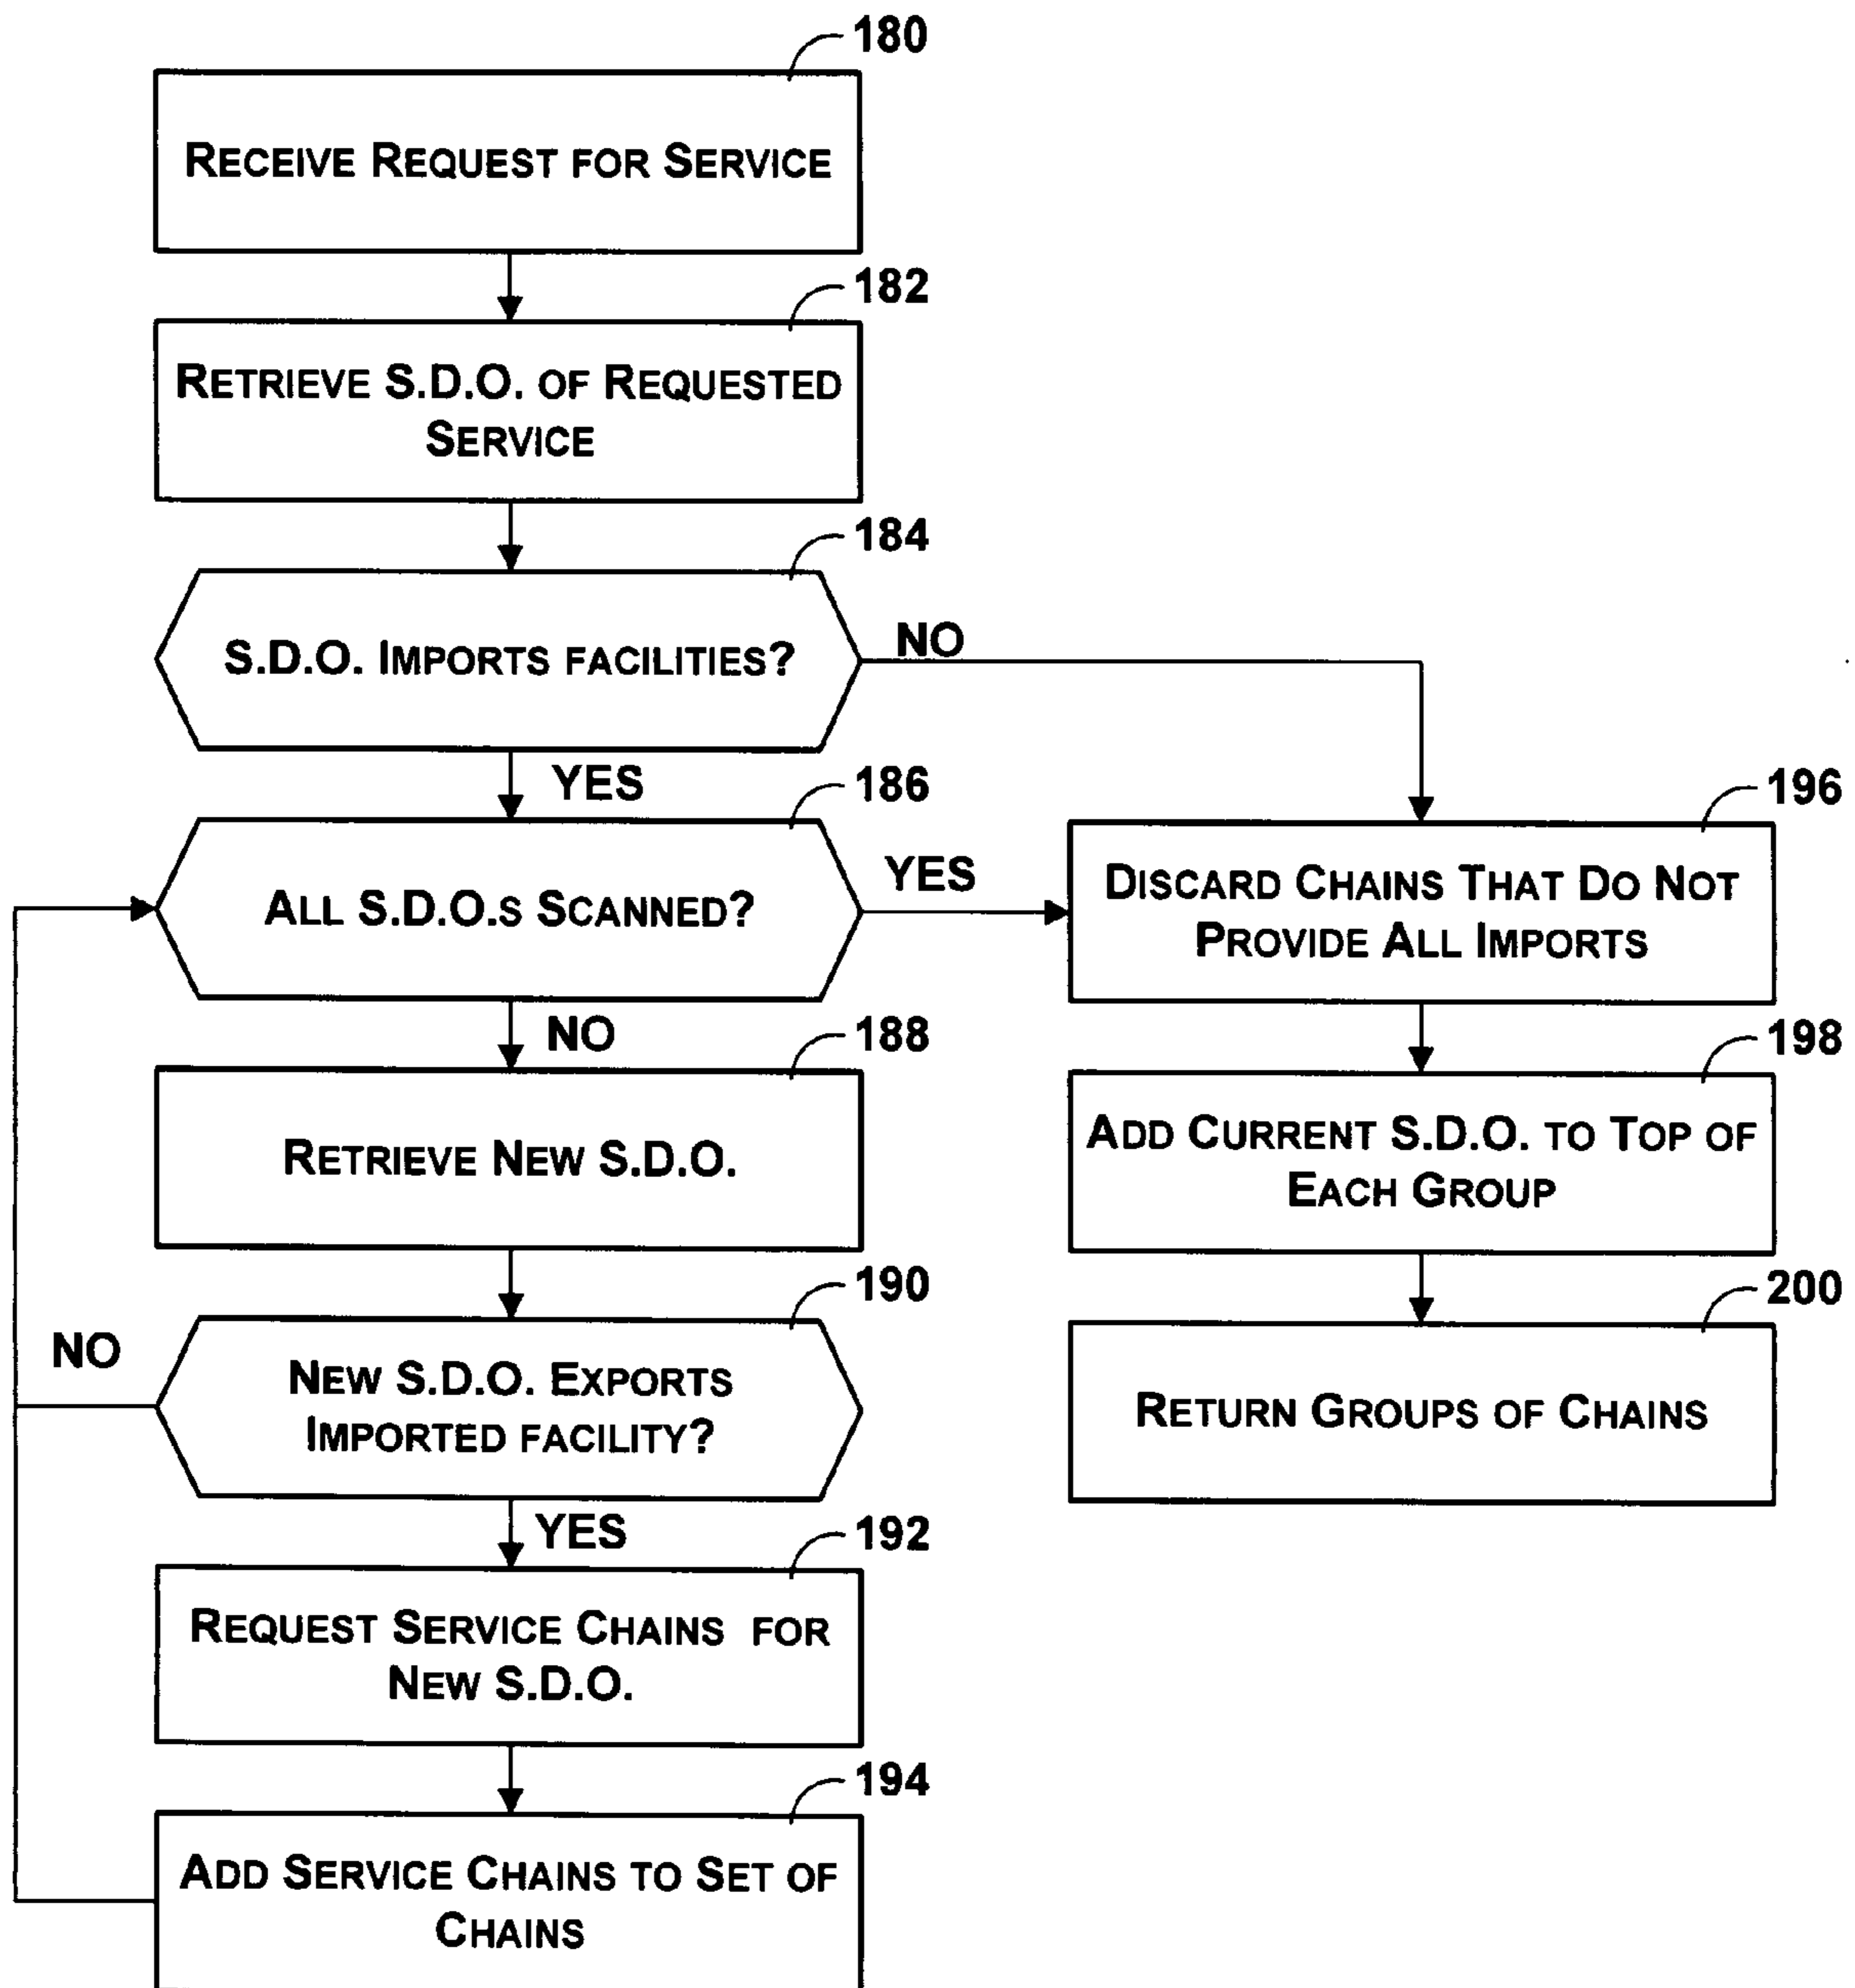 180
RECEIVE REQUEST FOR SERVICE
182
RETRIEVE S.D.O. OF REQUESTED
SERVICE
184
S.D.O. IMPORTS FACILITIES?
NO
YES
186
ALL S.D.O.S SCANNED?
YES
NO
188
RETRIEVE NEW S.D.O.
190
NEW S.D.O. EXPORTS
IMPORTED FACILITY?
NO
YES
192
REQUEST SERVICE CHAINS FOR
NEW S.D.O.
194
ADD SERVICE CHAINS TO SET OF
CHAINS
196
DISCARD CHAINS THAT DO NOT
PROVIDE ALL IMPORTS
198
ADD CURRENT S.D.O. TO TOP OF
EACH GROUP
200
RETURN GROUPS OF CHAINS